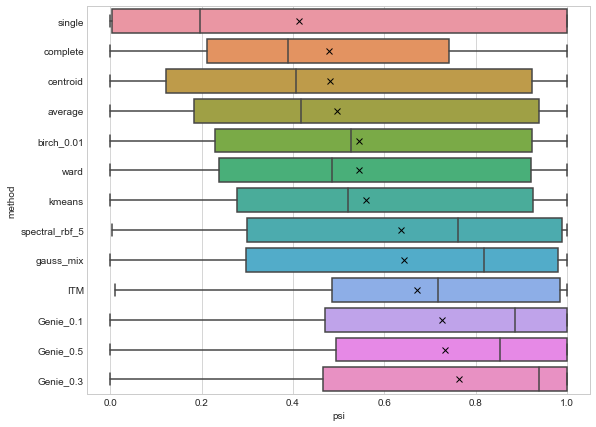 single
complete
centroid
average
birch_0.01
ward
kmeans
spectral_rbf_5
gauss_mix
ITM
Genie_0.1
Genie_0.5
Genie_0.3
method
0.0 0.2 0.4 0.6 0.8 1.0
psi